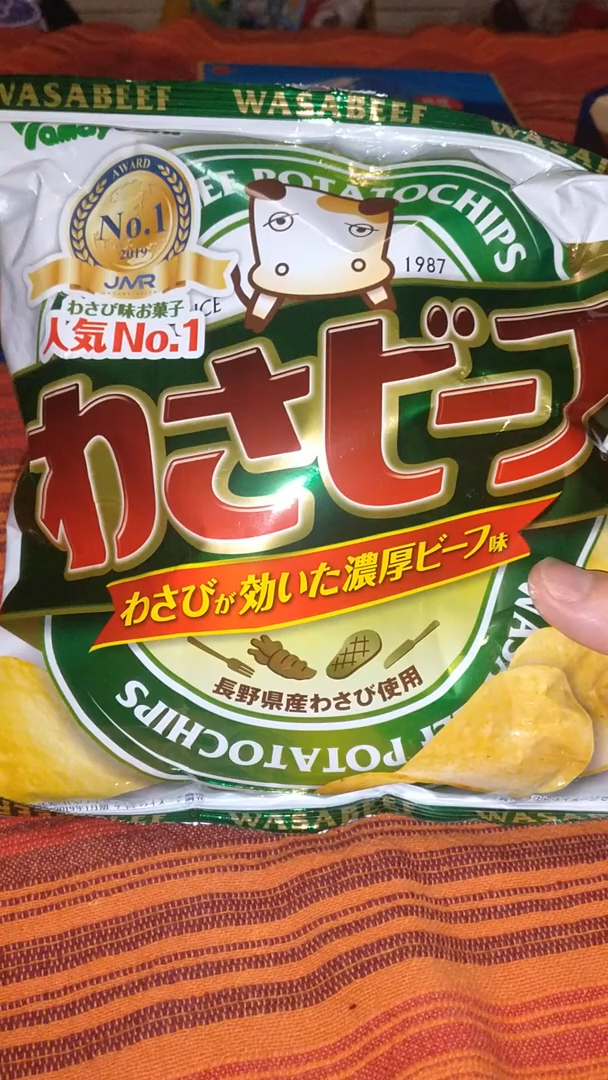 WASABEEF WASABEEF WASABEEF
AWARD
No.1
2019
JMR
わさび味お菓子
人気No.1
POTATOCHIPS
1987
わさビーフ
わさびが効いた濃厚ビーフ味
長野県産わさび使用
POTATOCHIPS
WASABEEF